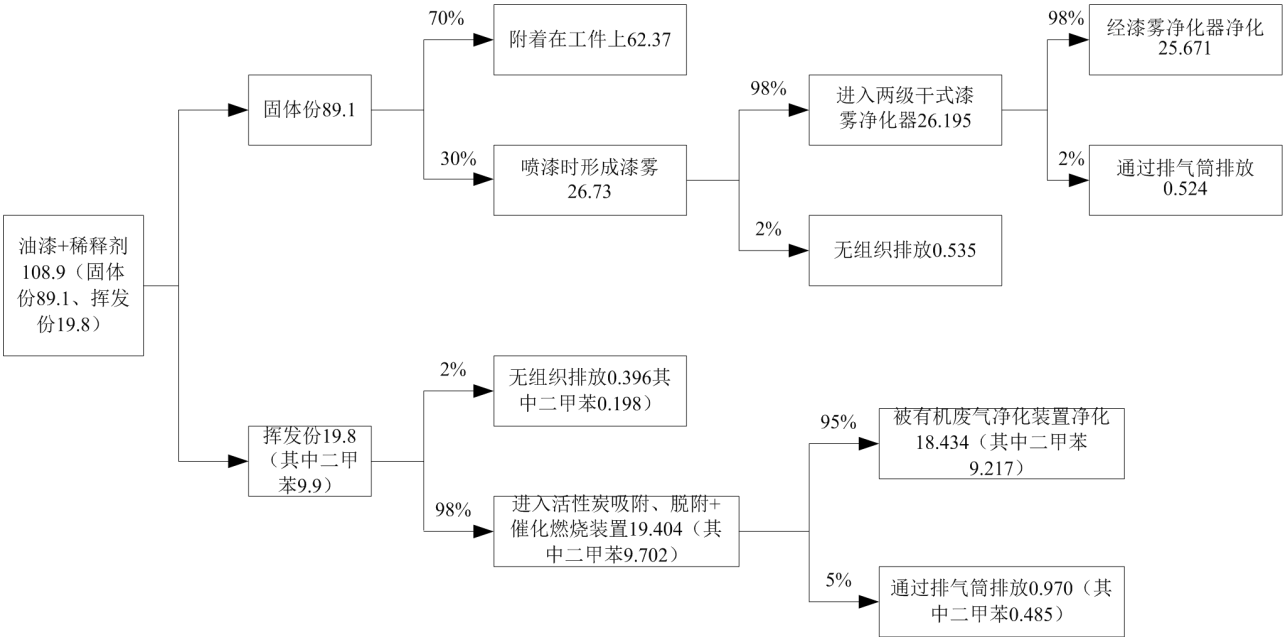 70%
附着在工件上62.37
98%
经漆雾净化器净化
25.671
固体份89.1
98%
进入两级干式漆
雾净化器26.195
30%
喷漆时形成漆雾
26.73
2%
通过排气筒排放
0.524
2%
无组织排放0.535
油漆+稀释剂
108.9（固体
份89.1、挥发
份19.8）
2%
无组织排放0.396其
中二甲苯0.198）
挥发份19.8
（其中二甲
苯9.9）
95%
被有机废气净化装置净化
18.434（其中二甲苯
9.217）
98%
进入活性炭吸附、脱附+
催化燃烧装置19.404（其
中二甲苯9.702）
5%
通过排气筒排放0.970（其
中二甲苯0.485）